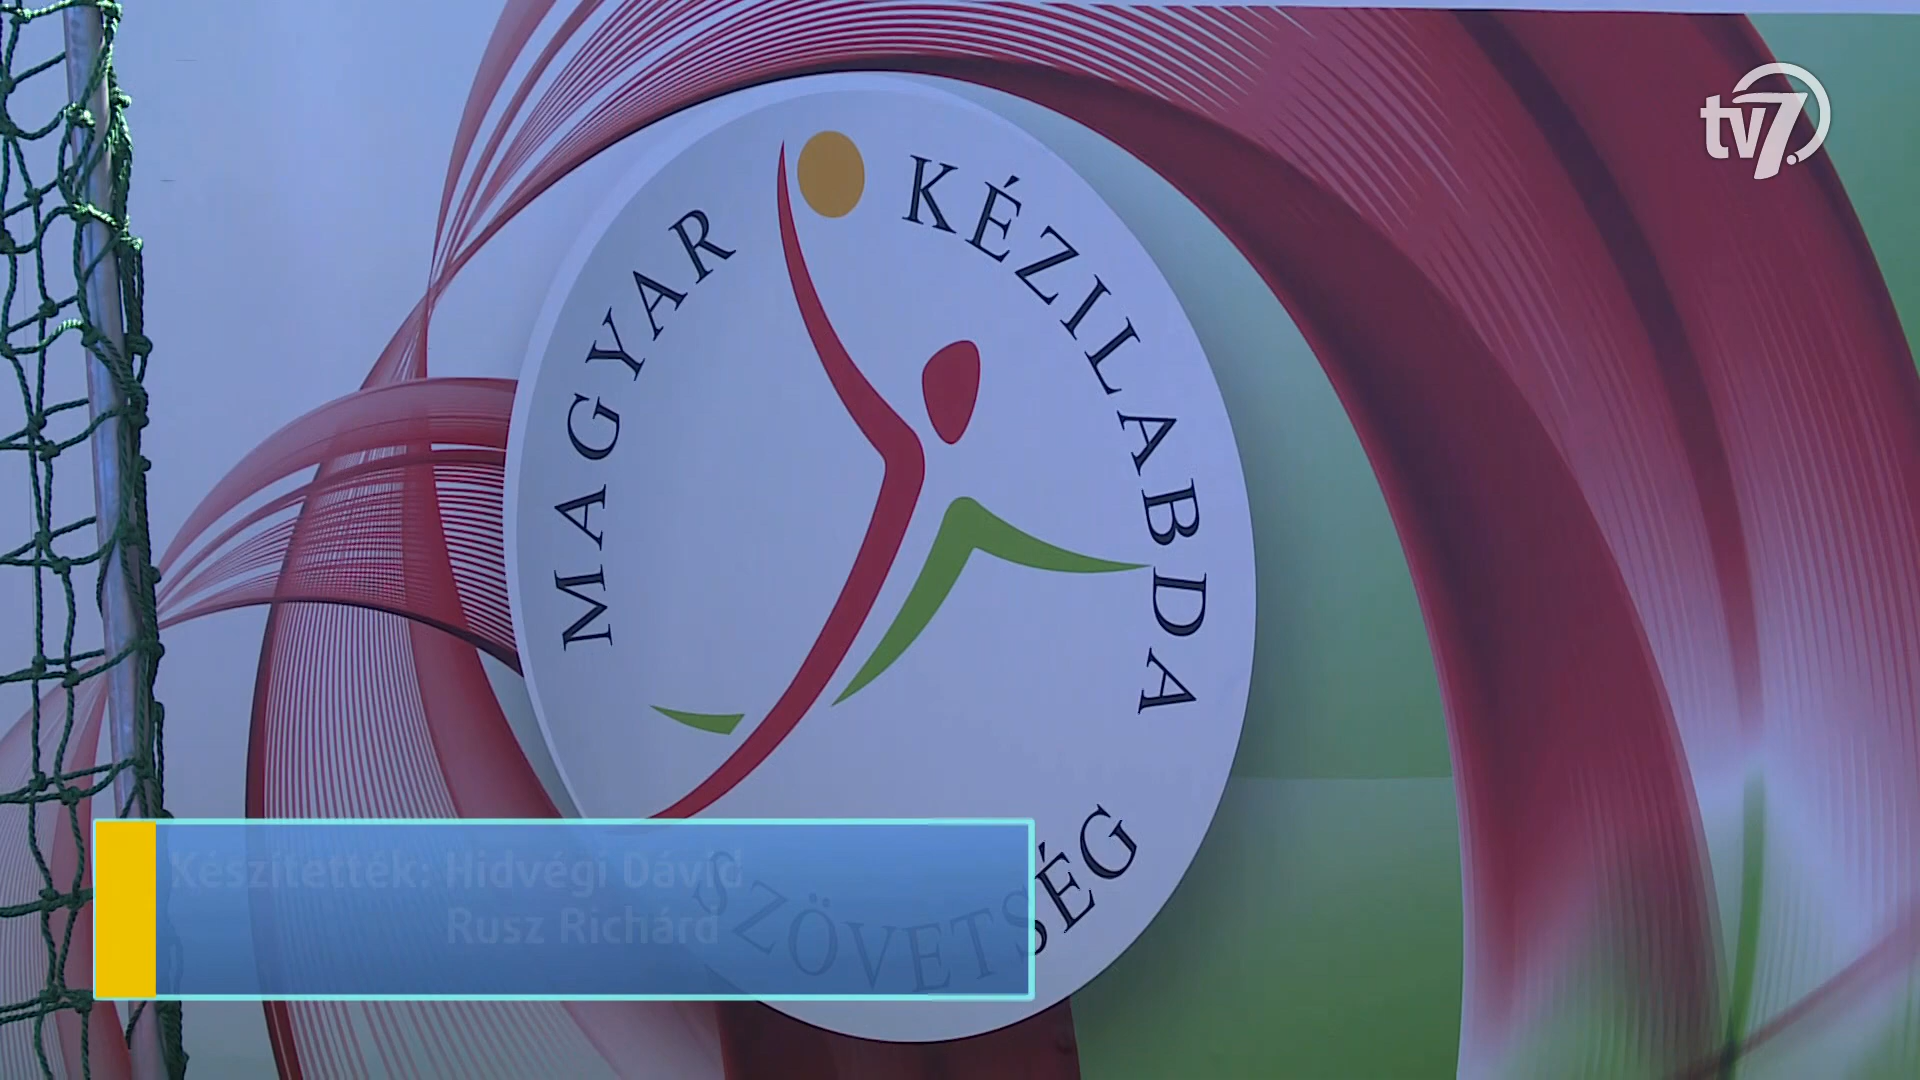 tv7
MAGYAR KÉZILABDA
SZÖVETSÉG
Készítették: Hidvégi Dávid
Rusz Richárd